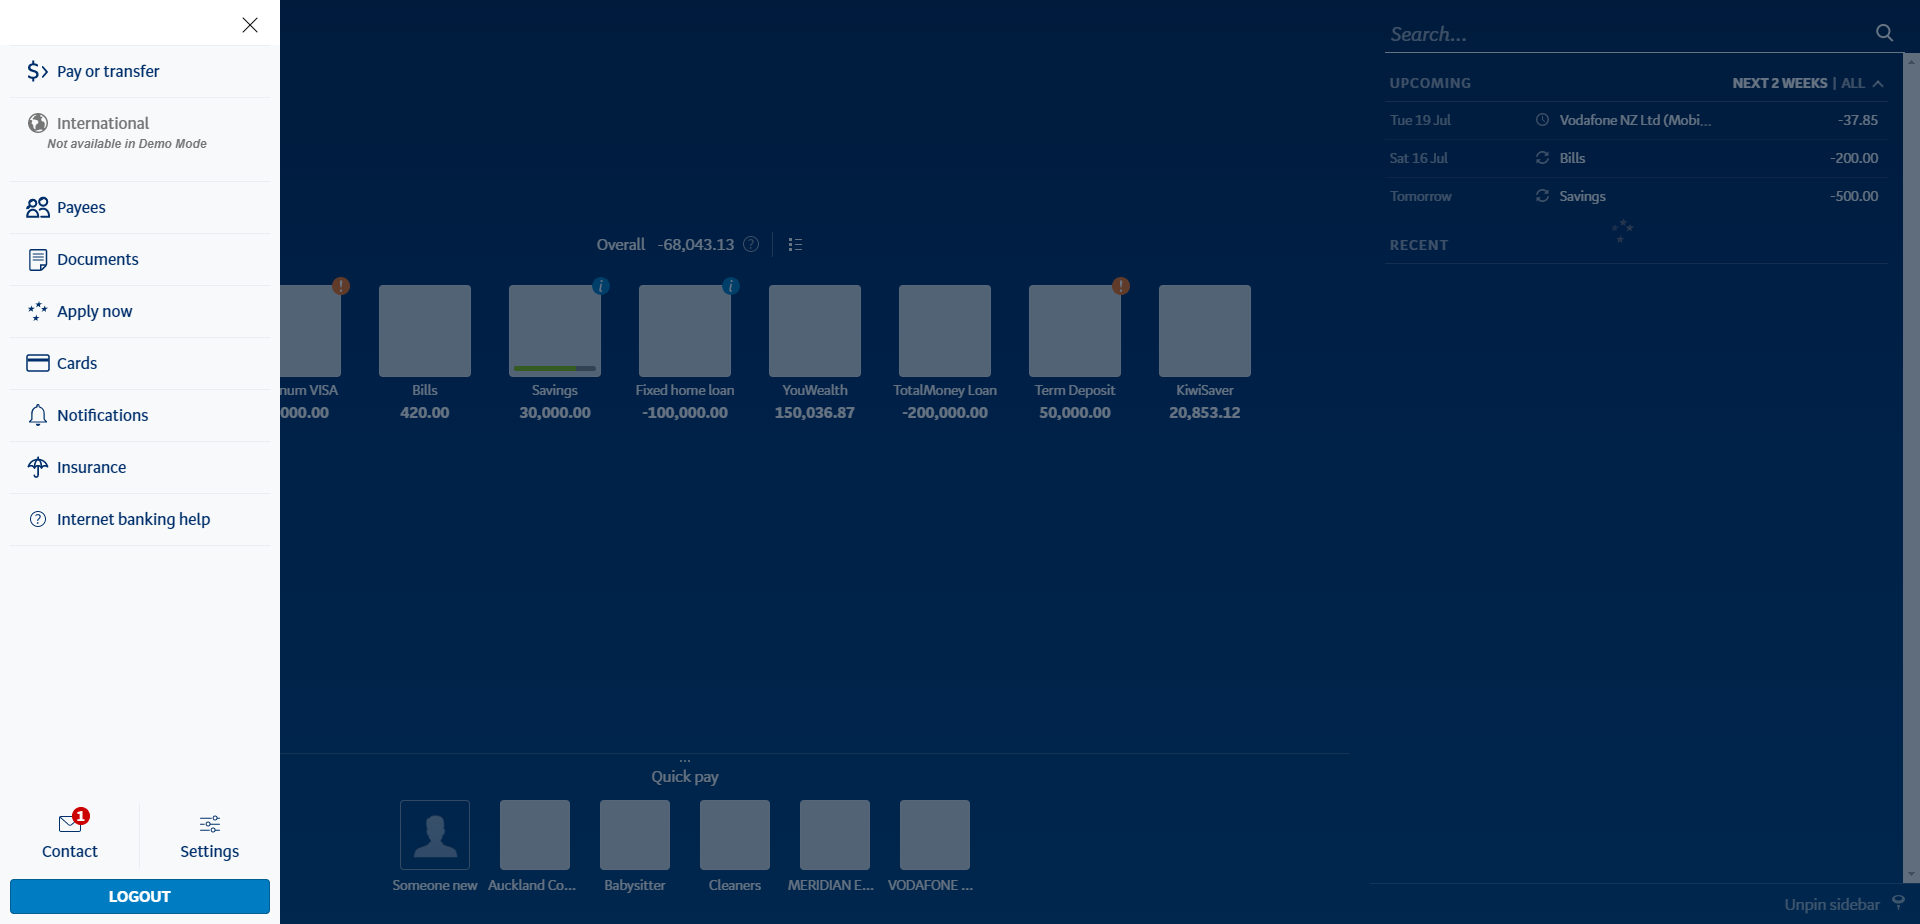 Pay or transfer
International
Not available in Demo Mode
Payees
Documents
Apply now
Cards
Notifications
Insurance
Internet banking help
1
Contact
Settings
LOGOUT
Overall -68,043.13 ?
! i i !
num VISA Bills Savings Fixed home loan YouWealth TotalMoney Loan Term Deposit KiwiSaver
000.00 420.00 30,000.00 -100,000.00 150,036.87 -200,000.00 50,000.00 20,853.12
...
Quick pay
Someone new Auckland Co... Babysitter Cleaners MERIDIAN E... VODAFONE ...
Search...
UPCOMING NEXT 2 WEEKS | ALL
Tue 19 Jul Vodafone NZ Ltd (Mobi... -37.85
Sat 16 Jul Bills -200.00
Tomorrow Savings -500.00
RECENT
Unpin sidebar